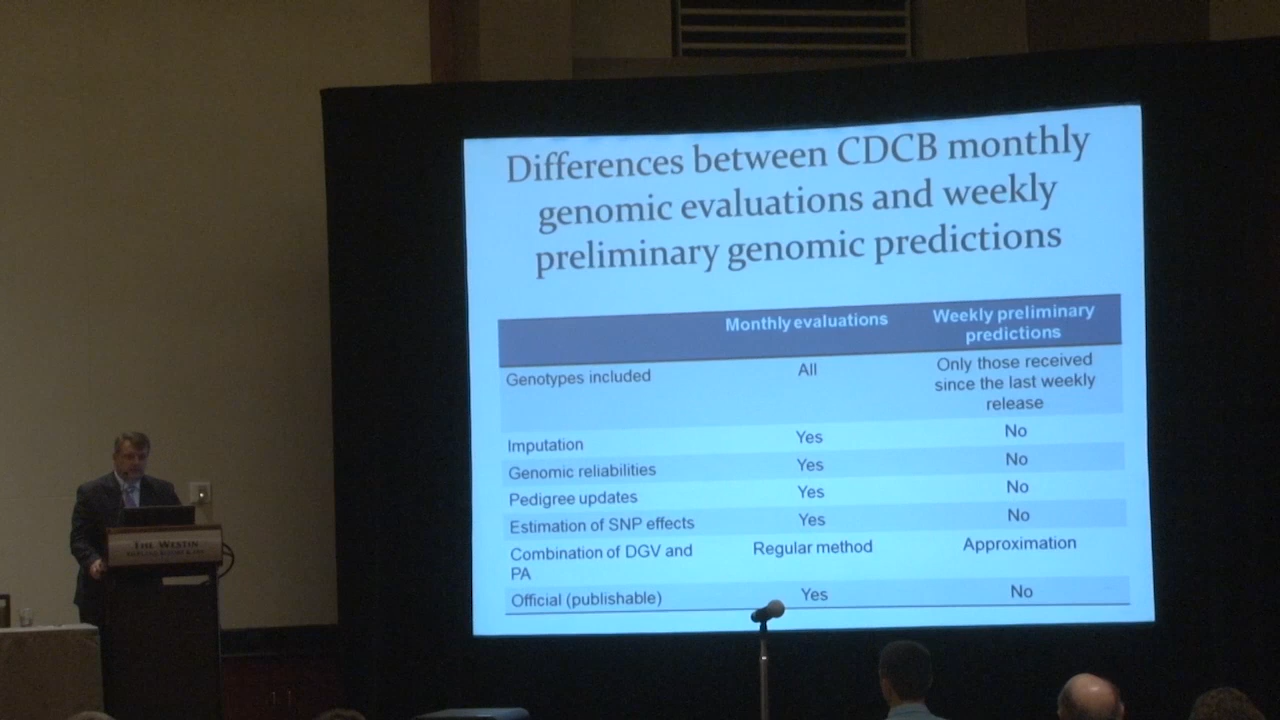 Differences between CDCB monthly
genomic evaluations and weekly
preliminary genomic predictions
Monthly evaluations
Weekly preliminary
predictions
Genotypes included
All
Only those received
since the last weekly
release
Imputation
Yes
No
Genomic reliabilities
Yes
No
Pedigree updates
Yes
No
Estimation of SNP effects
Yes
No
Combination of DGV and
PA
Regular method
Approximation
Official (publishable)
Yes
No
THE WESTIN